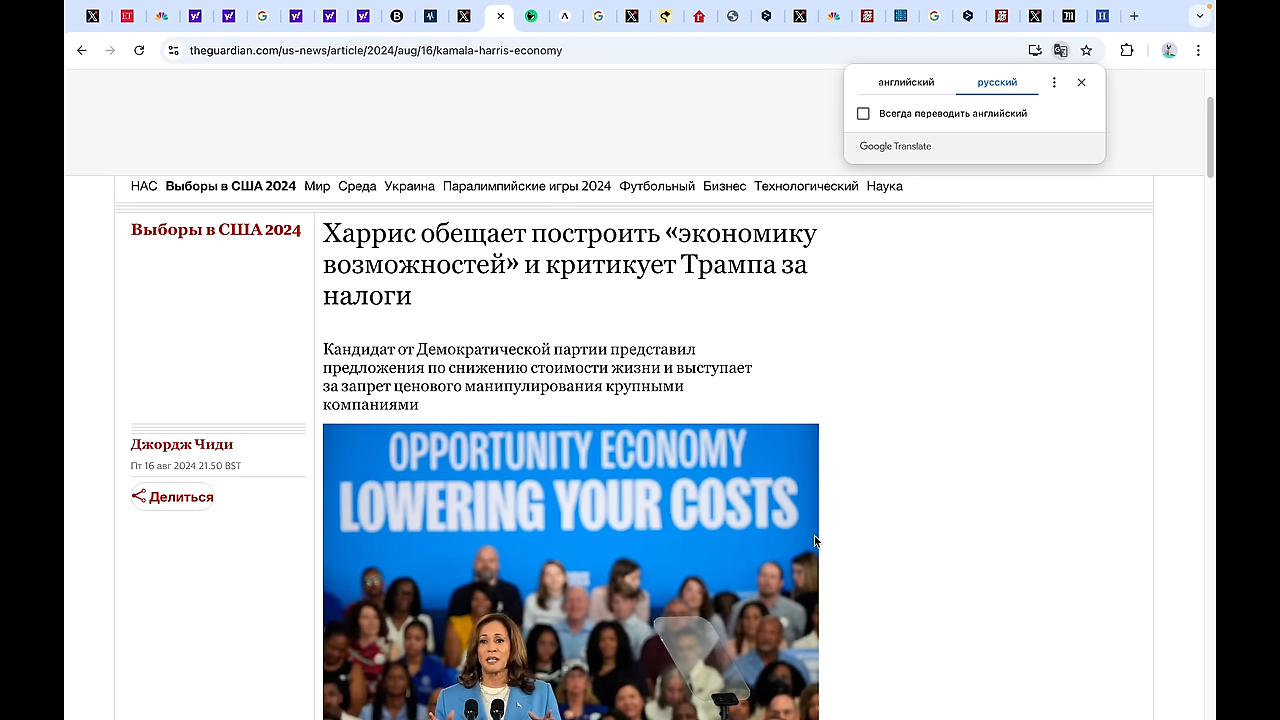 theguardian.com/us-news/article/2024/aug/16/kamala-harris-economy
английский русский
Всегда переводить английский
Google Translate
НАС Выборы в США 2024 Мир Среда Украина Паралимпийские игры 2024 Футбольный Бизнес Технологический Наука
Выборы в США 2024
Харрис обещает построить «экономику
возможностей» и критикует Трампа за
налоги
Кандидат от Демократической партии представил
предложения по снижению стоимости жизни и выступает
за запрет ценового манипулирования крупными
компаниями
Джордж Чиди
Пт 16 авг 2024 21.50 BST
Делиться
OPPORTUNITY ECONOMY
LOWERING YOUR COSTS